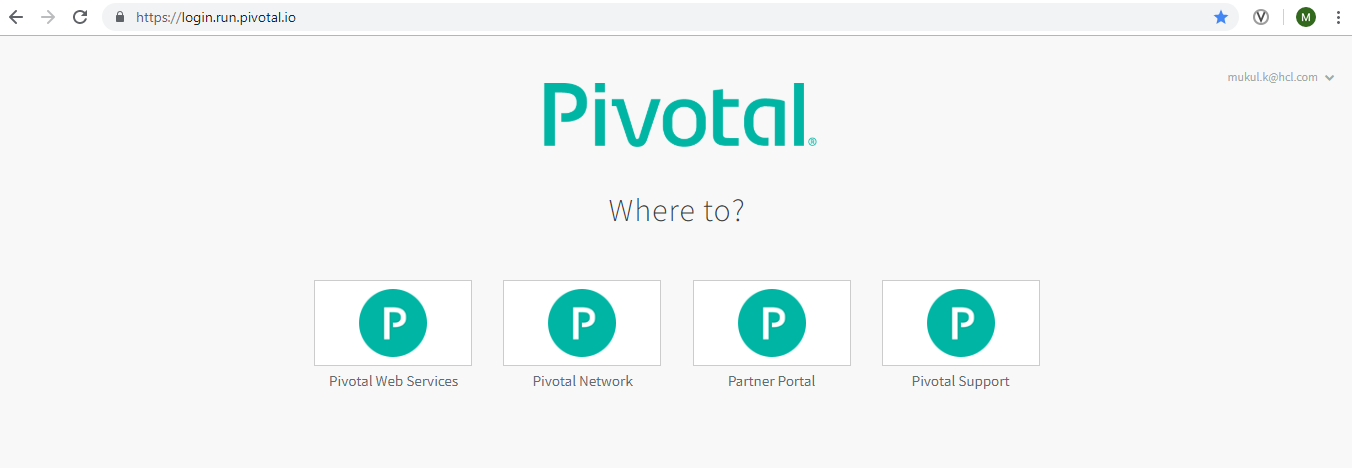 https://login.run.pivotal.io
M
mukul.k@hcl.com
Pivotal®
Where to?
P
P
P
P
Pivotal Web Services
Pivotal Network
Partner Portal
Pivotal Support